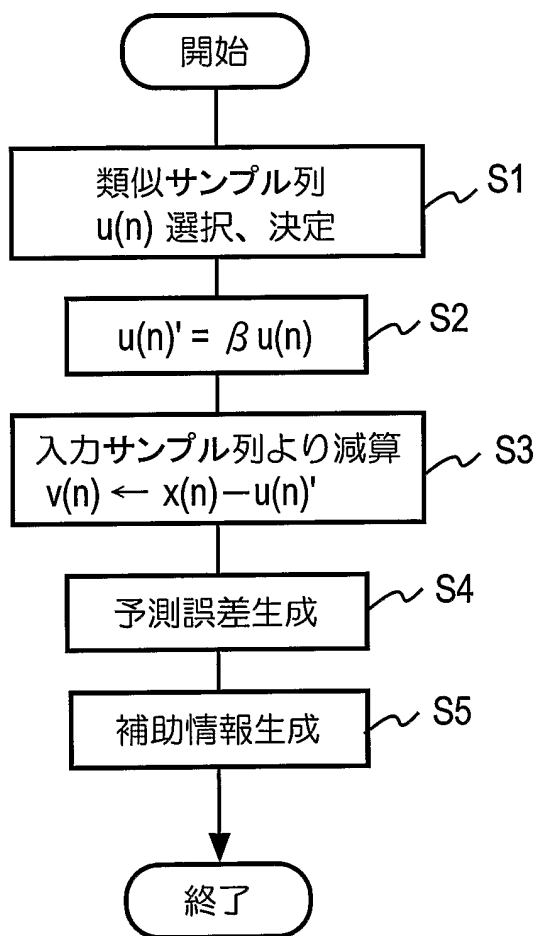 開始
類似サンプル列
u(n) 選択、決定
S1
u(n)' = β u(n)
S2
入力サンプル列より減算
v(n) ← x(n)−u(n)'
S3
予測誤差生成
S4
補助情報生成
S5
終了